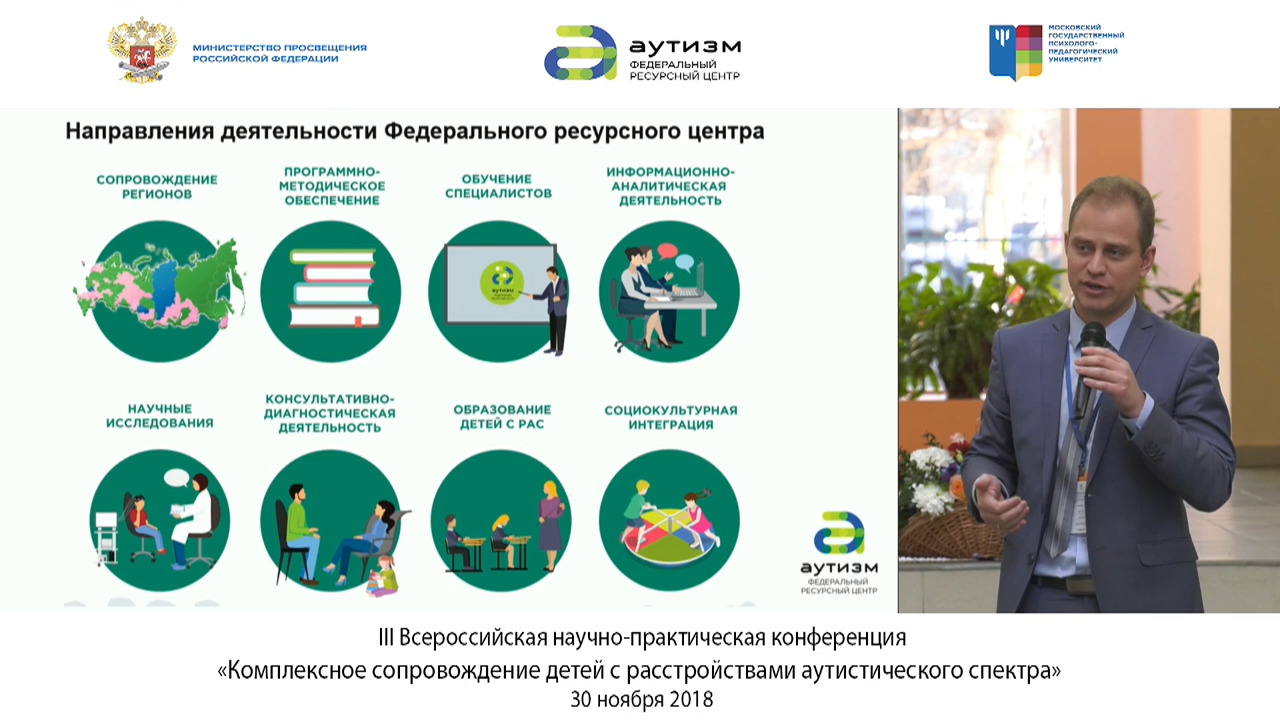 МИНИСТЕРСТВО ПРОСВЕЩЕНИЯ
РОССИЙСКОЙ ФЕДЕРАЦИИ
аутизм
ФЕДЕРАЛЬНЫЙ
РЕСУРСНЫЙ ЦЕНТР
МОСКОВСКИЙ
ГОСУДАРСТВЕННЫЙ
ПСИХОЛОГО-
ПЕДАГОГИЧЕСКИЙ
УНИВЕРСИТЕТ
Направления деятельности Федерального ресурсного центра
СОПРОВОЖДЕНИЕ
РЕГИОНОВ
ПРОГРАММНО-
МЕТОДИЧЕСКОЕ
ОБЕСПЕЧЕНИЕ
ОБУЧЕНИЕ
СПЕЦИАЛИСТОВ
ИНФОРМАЦИОННО-
АНАЛИТИЧЕСКАЯ
ДЕЯТЕЛЬНОСТЬ
аутизм
НАУЧНЫЕ
ИССЛЕДОВАНИЯ
КОНСУЛЬТАТИВНО-
ДИАГНОСТИЧЕСКАЯ
ДЕЯТЕЛЬНОСТЬ
ОБРАЗОВАНИЕ
ДЕТЕЙ С РАС
СОЦИОКУЛЬТУРНАЯ
ИНТЕГРАЦИЯ
аутизм
ФЕДЕРАЛЬНЫЙ
РЕСУРСНЫЙ ЦЕНТР
III Всероссийская научно-практическая конференция
«Комплексное сопровождение детей с расстройствами аутистического спектра»
30 ноября 2018